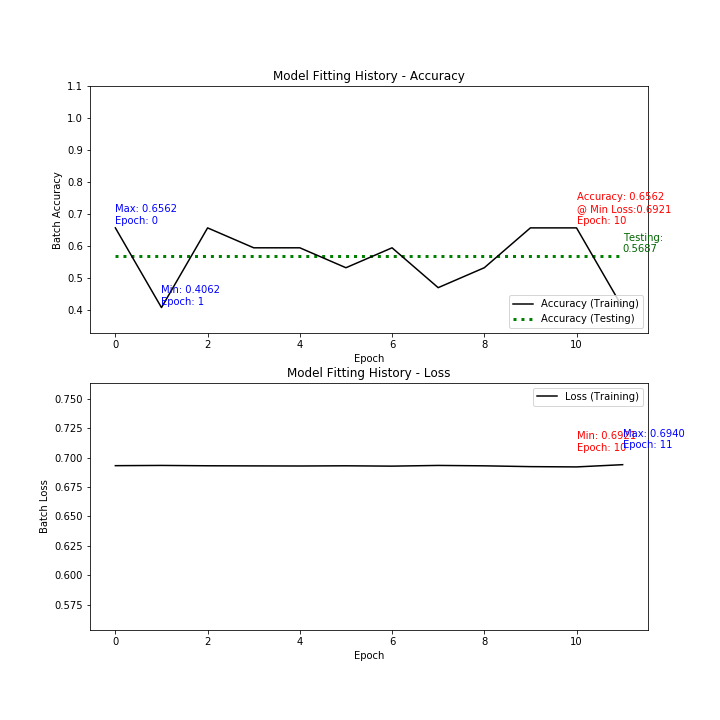 Model Fitting History - Accuracy
1.1
1.0
0.9
0.8
0.7
0.6
0.5
0.4
Batch Accuracy
Max: 0.6562
Epoch: 0
Min: 0.4062
Epoch: 1
Accuracy: 0.6562
@ Min Loss:0.6921
Epoch: 10
Testing:
0.5687
Accuracy (Training)
Accuracy (Testing)
0 2 4 6 8 10
Epoch
Model Fitting History - Loss
0.750
0.725
0.700
0.675
0.650
0.625
0.600
0.575
Batch Loss
Loss (Training)
Min: 0.6921
Epoch: 10
Max: 0.6940
Epoch: 11
0 2 4 6 8 10
Epoch